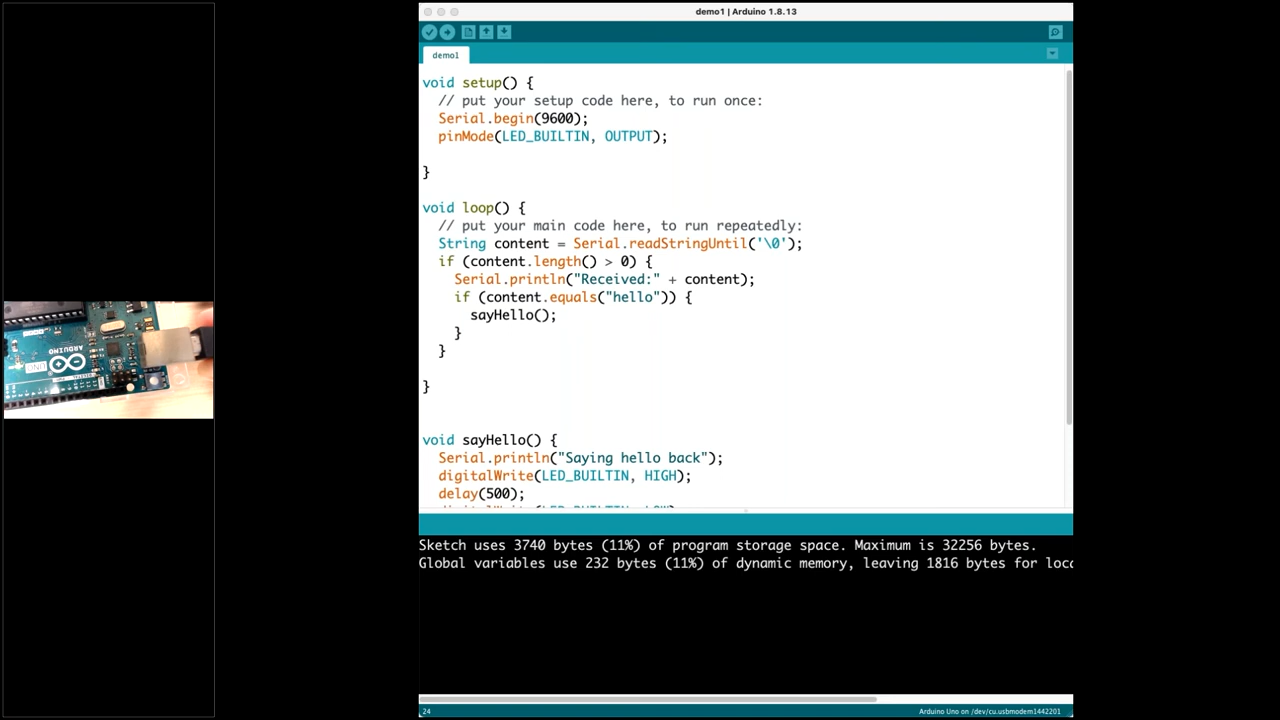 demo1 | Arduino 1.8.13
demo1
void setup() {
// put your setup code here, to run once:
Serial.begin(9600);
pinMode(LED_BUILTIN, OUTPUT);
}
void loop() {
// put your main code here, to run repeatedly:
String content = Serial.readStringUntil('\0');
if (content.length() > 0) {
Serial.println("Received:" + content);
if (content.equals("hello")) {
sayHello();
}
}
}
void sayHello() {
Serial.println("Saying hello back");
digitalWrite(LED_BUILTIN, HIGH);
delay(500);
Sketch uses 3740 bytes (11%) of program storage space. Maximum is 32256 bytes.
Global variables use 232 bytes (11%) of dynamic memory, leaving 1816 bytes for loca
24
Arduino Uno on /dev/cu.usbmodem1442201
ARDUINO